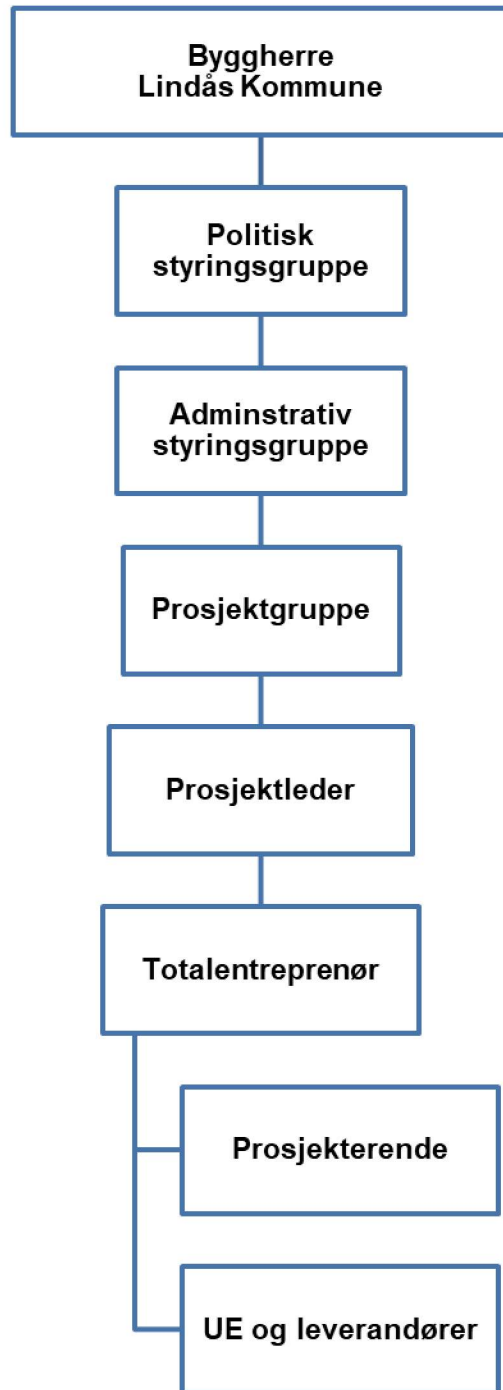 Byggherre
Lindås Kommune
Politisk
styringsgruppe
Adminstrativ
styringsgruppe
Prosjektgruppe
Prosjektleder
Totalentreprenør
Prosjekterende
UE og leverandører